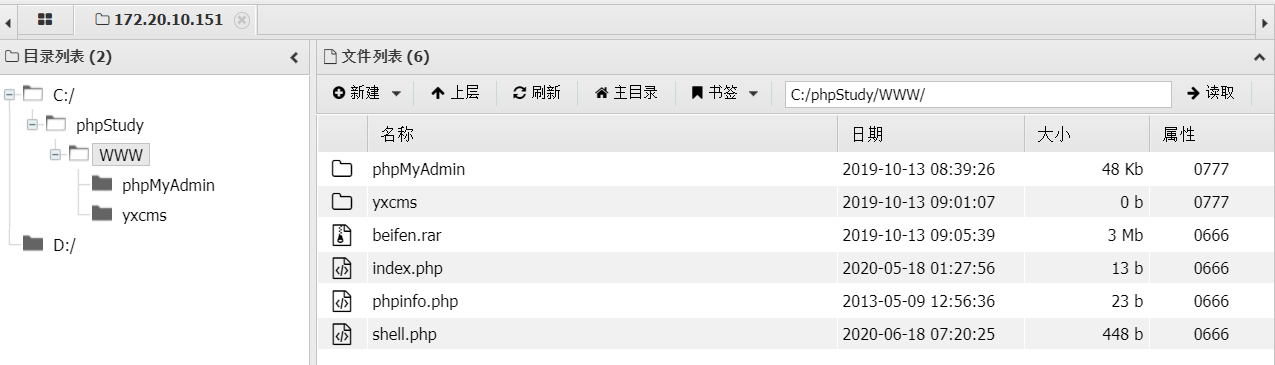 172.20.10.151
目录列表 (2)
C:/
phpStudy
WWW
phpMyAdmin
yxcms
D:/
文件列表 (6)
新建 上层 刷新 主目录 书签 C:/phpStudy/WWW/ 读取
名称 日期 大小 属性
phpMyAdmin 2019-10-13 08:39:26 48 Kb 0777
yxcms 2019-10-13 09:01:07 0 b 0777
beifen.rar 2019-10-13 09:05:39 3 Mb 0666
index.php 2020-05-18 01:27:56 13 b 0666
phpinfo.php 2013-05-09 12:56:36 23 b 0666
shell.php 2020-06-18 07:20:25 448 b 0666